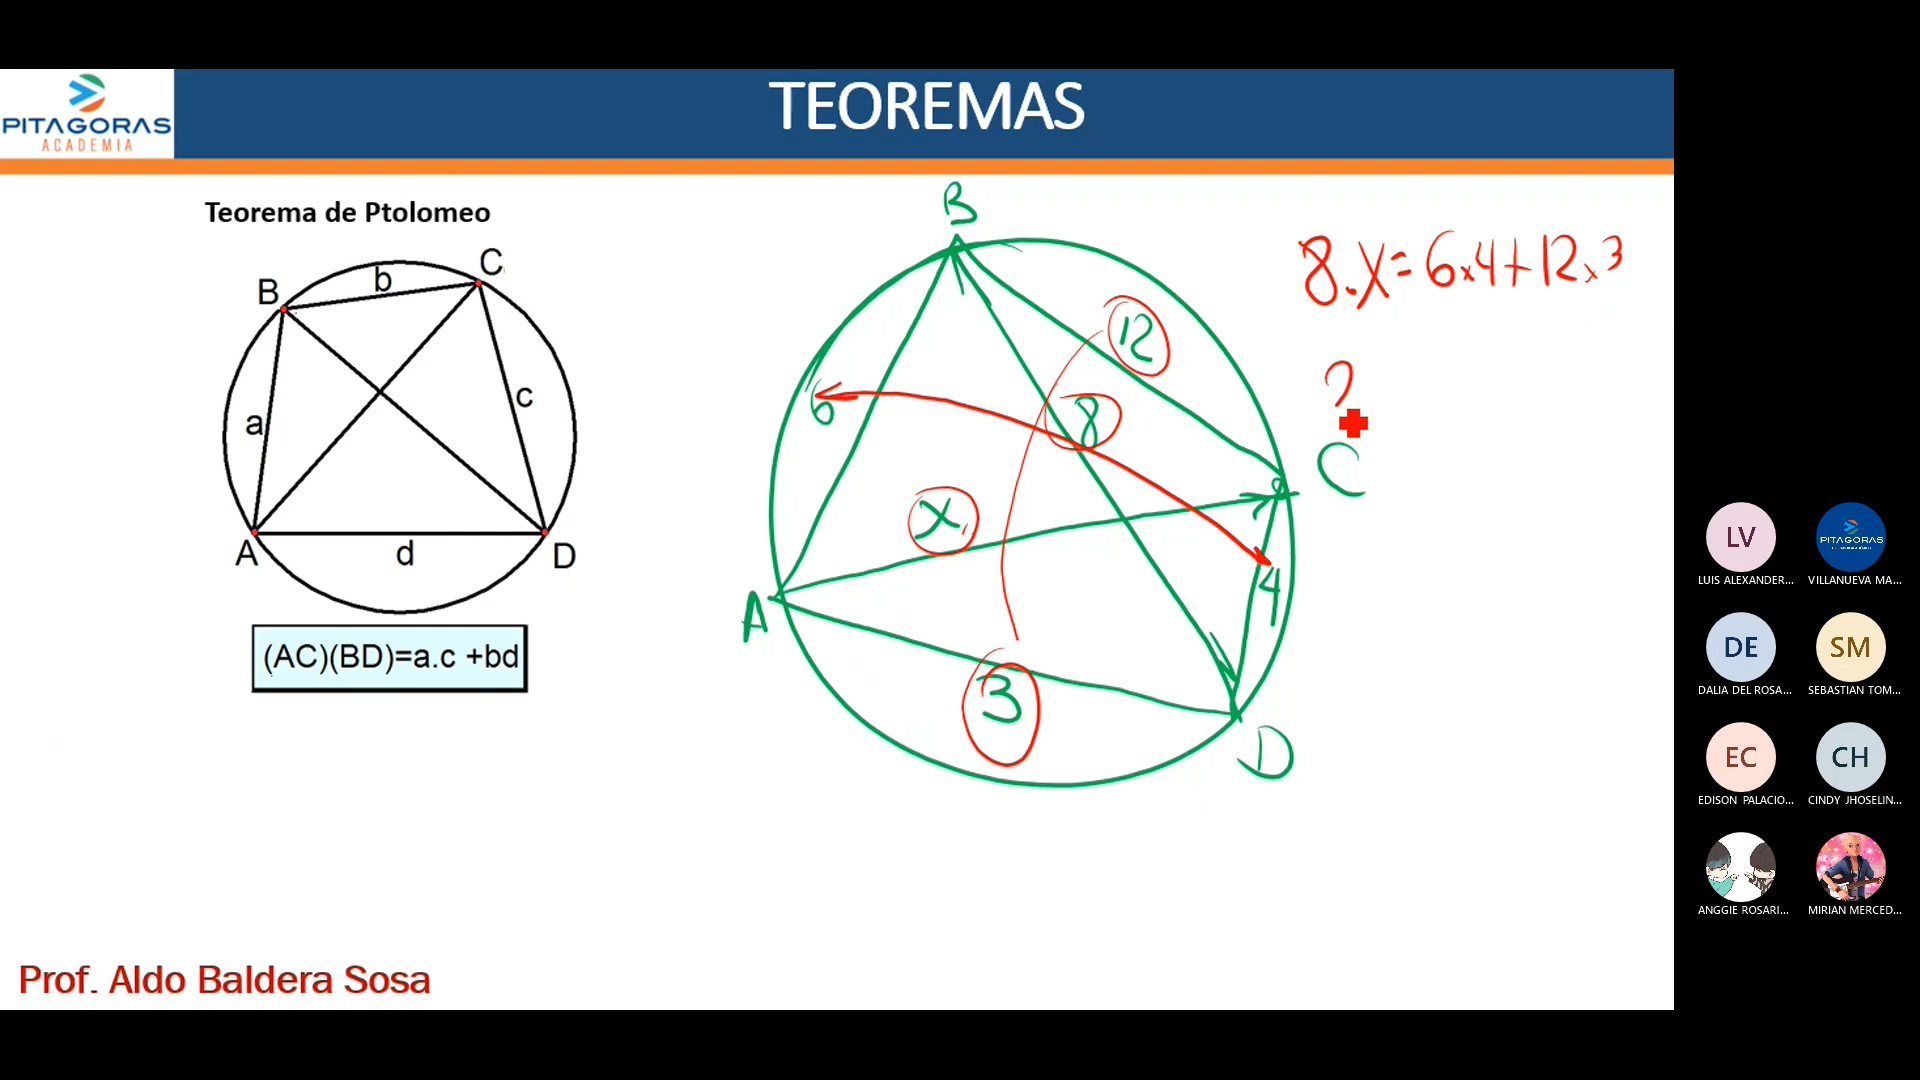 PITAGORAS
ACADEMIA
TEOREMAS
Teorema de Ptolomeo
B
b
C
a
c
A
d
D
(AC)(BD)=a.c +bd
B
12
6
8
x
C
4
A
3
D
8.x=6x4+12x3
?
Prof. Aldo Baldera Sosa
LV
LUIS ALEXANDER...
PITAGORAS
VILLANUEVA MA...
DE
DALIA DEL ROSA...
SM
SEBASTIAN TOM...
EC
EDISON PALACIO...
CH
CINDY JHOSELIN...
ANGGIE ROSARI...
MIRIAN MERCED...